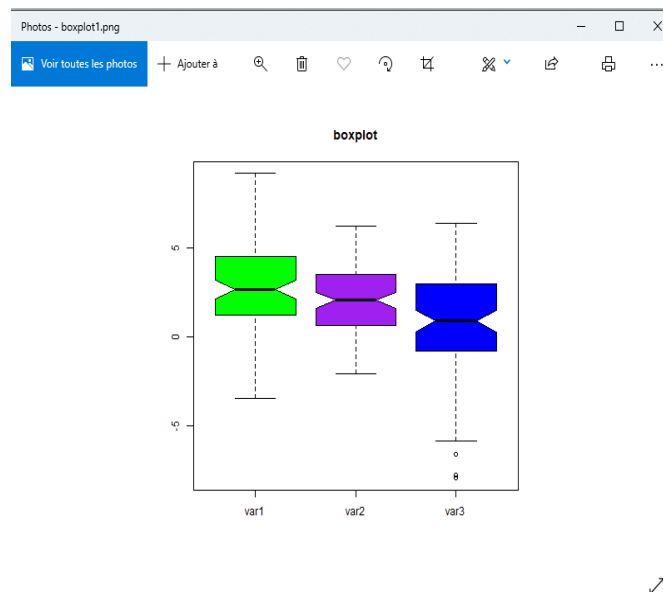 Photos - boxplot1.png
Voir toutes les photos
Ajouter à
boxplot
5
0
-5
var1 var2 var3